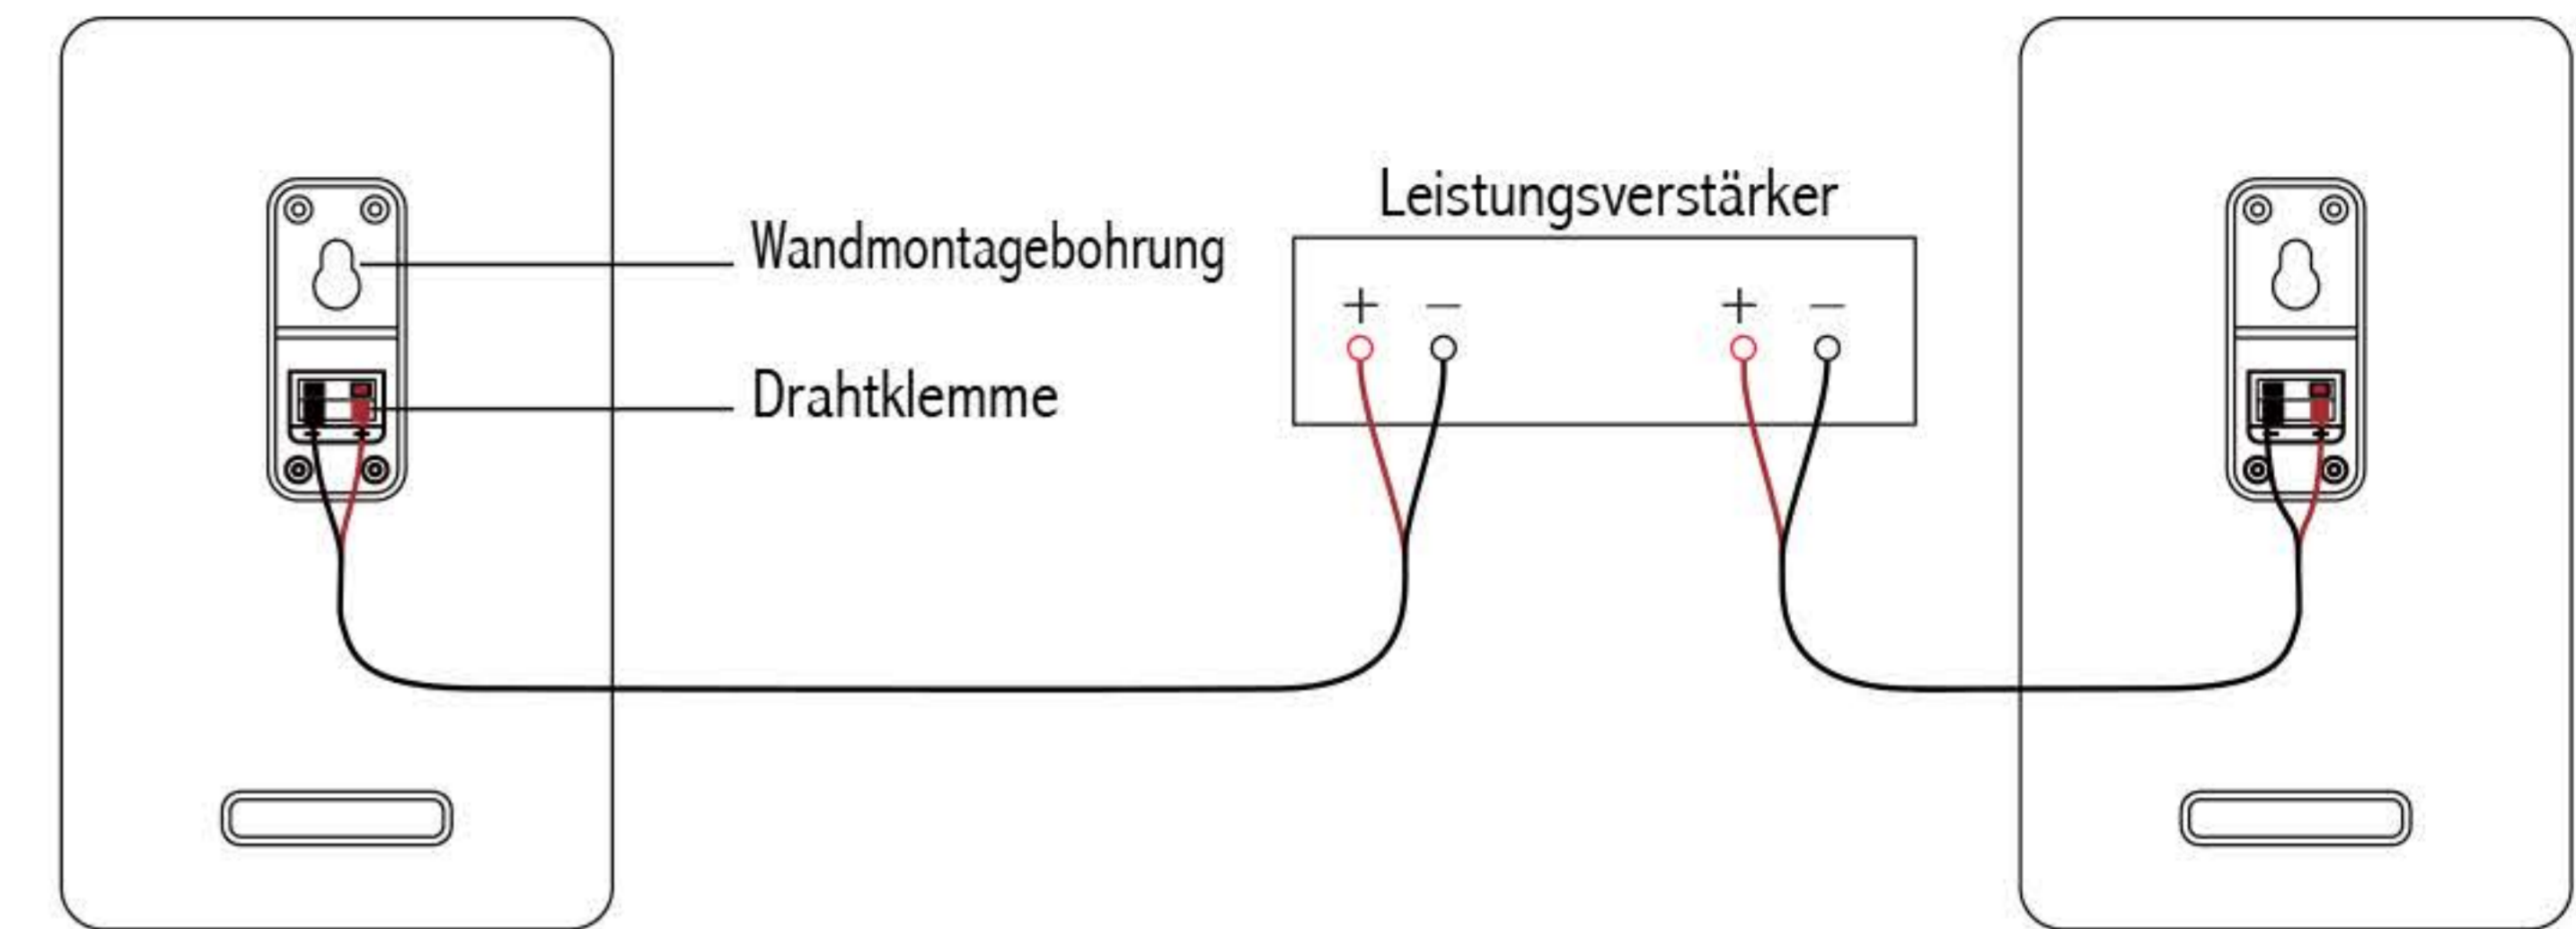 Leistungsverstärker
Wandmontagebohrung
+ − + −
Drahtklemme
− +
− +